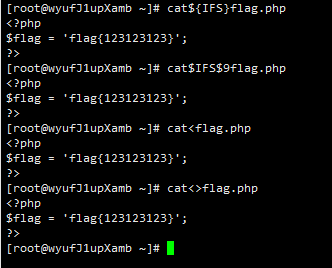 [root@wyufJ1upXamb ~]# cat${IFS}flag.php
<?php
$flag = 'flag{123123123}';
?>
[root@wyufJ1upXamb ~]# cat$IFS$9flag.php
<?php
$flag = 'flag{123123123}';
?>
[root@wyufJ1upXamb ~]# cat<flag.php
<?php
$flag = 'flag{123123123}';
?>
[root@wyufJ1upXamb ~]# cat<>flag.php
<?php
$flag = 'flag{123123123}';
?>
[root@wyufJ1upXamb ~]#